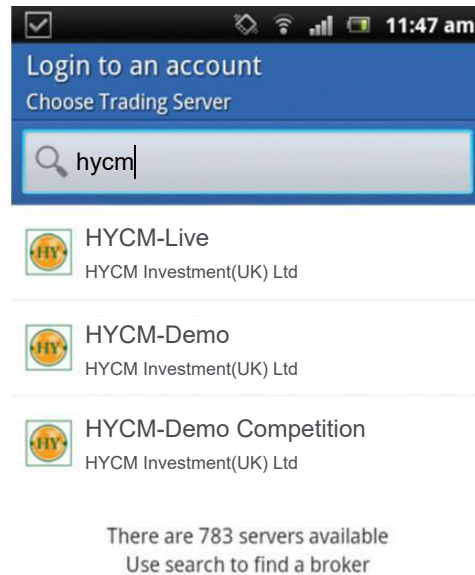 11:47 am
Login to an account
Choose Trading Server
hycm
HY
HYCM-Live
HYCM Investment(UK) Ltd
HY
HYCM-Demo
HYCM Investment(UK) Ltd
HY
HYCM-Demo Competition
HYCM Investment(UK) Ltd
There are 783 servers available
Use search to find a broker